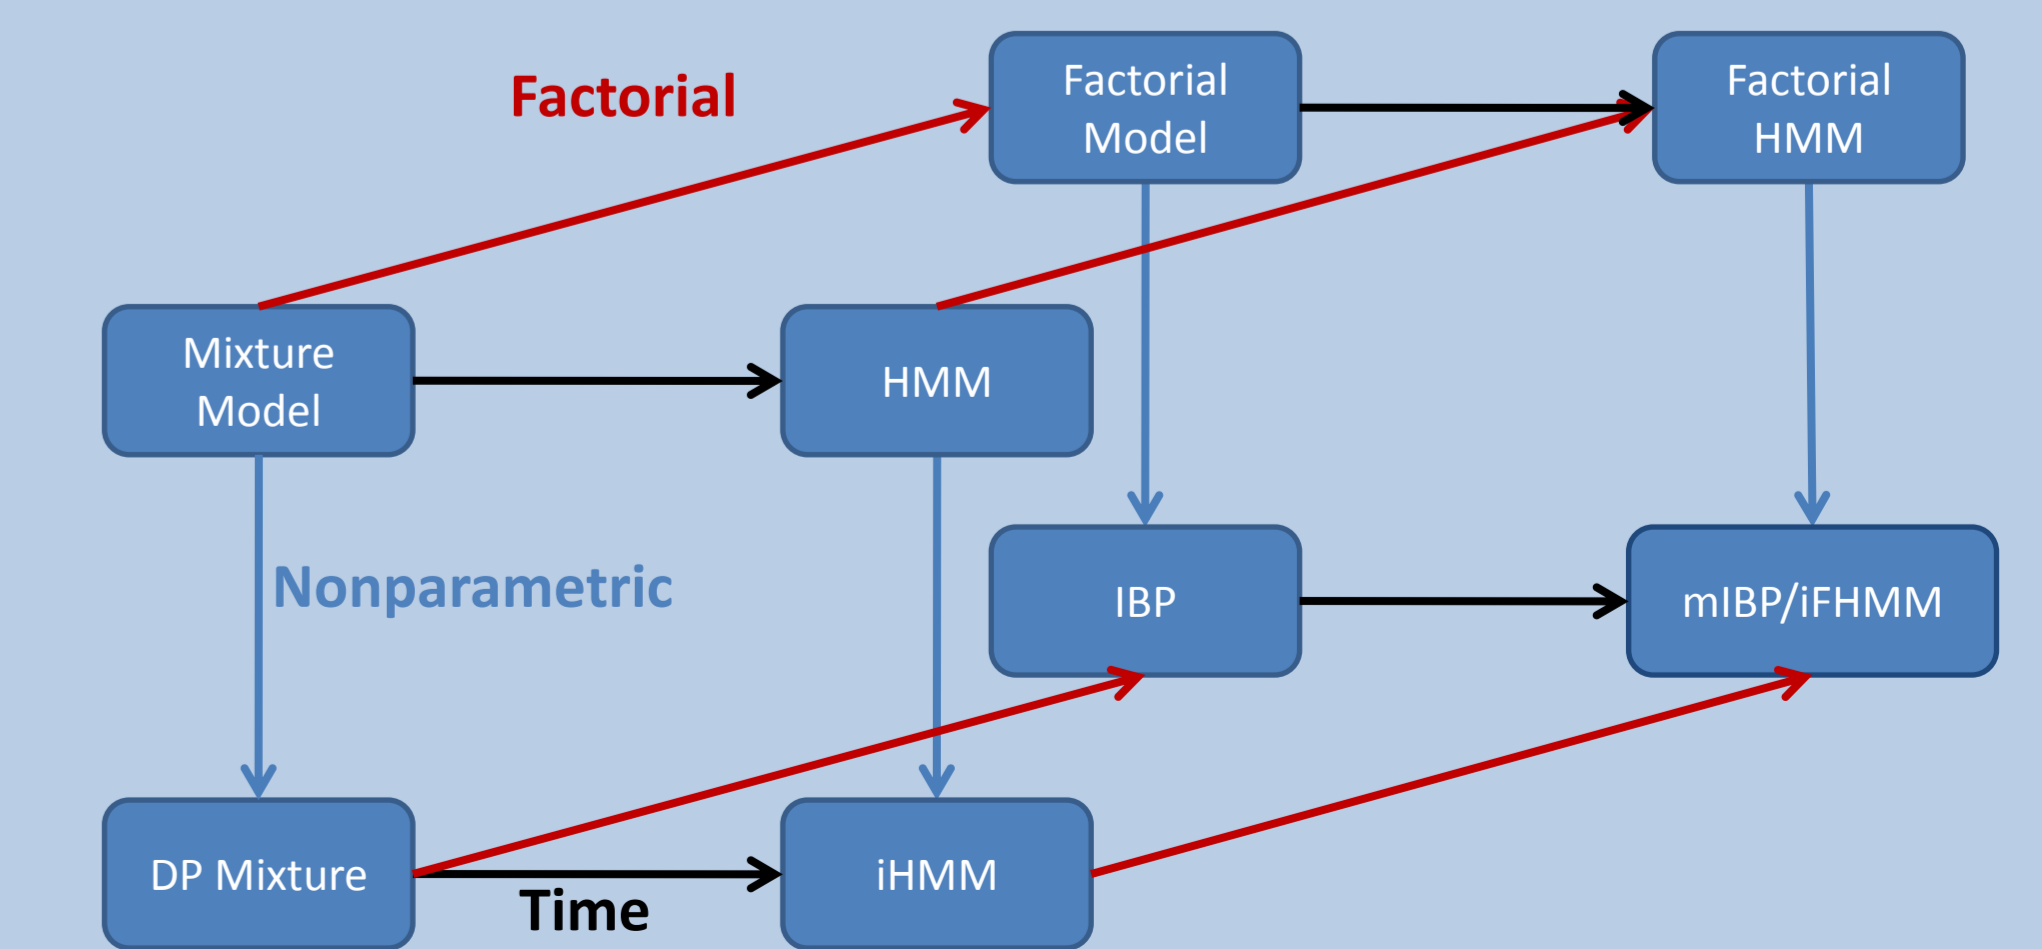 Factorial
Factorial
Model
Factorial
HMM
Mixture
Model
HMM
Nonparametric
IBP
mIBP/iFHMM
DP Mixture
iHMM
Time